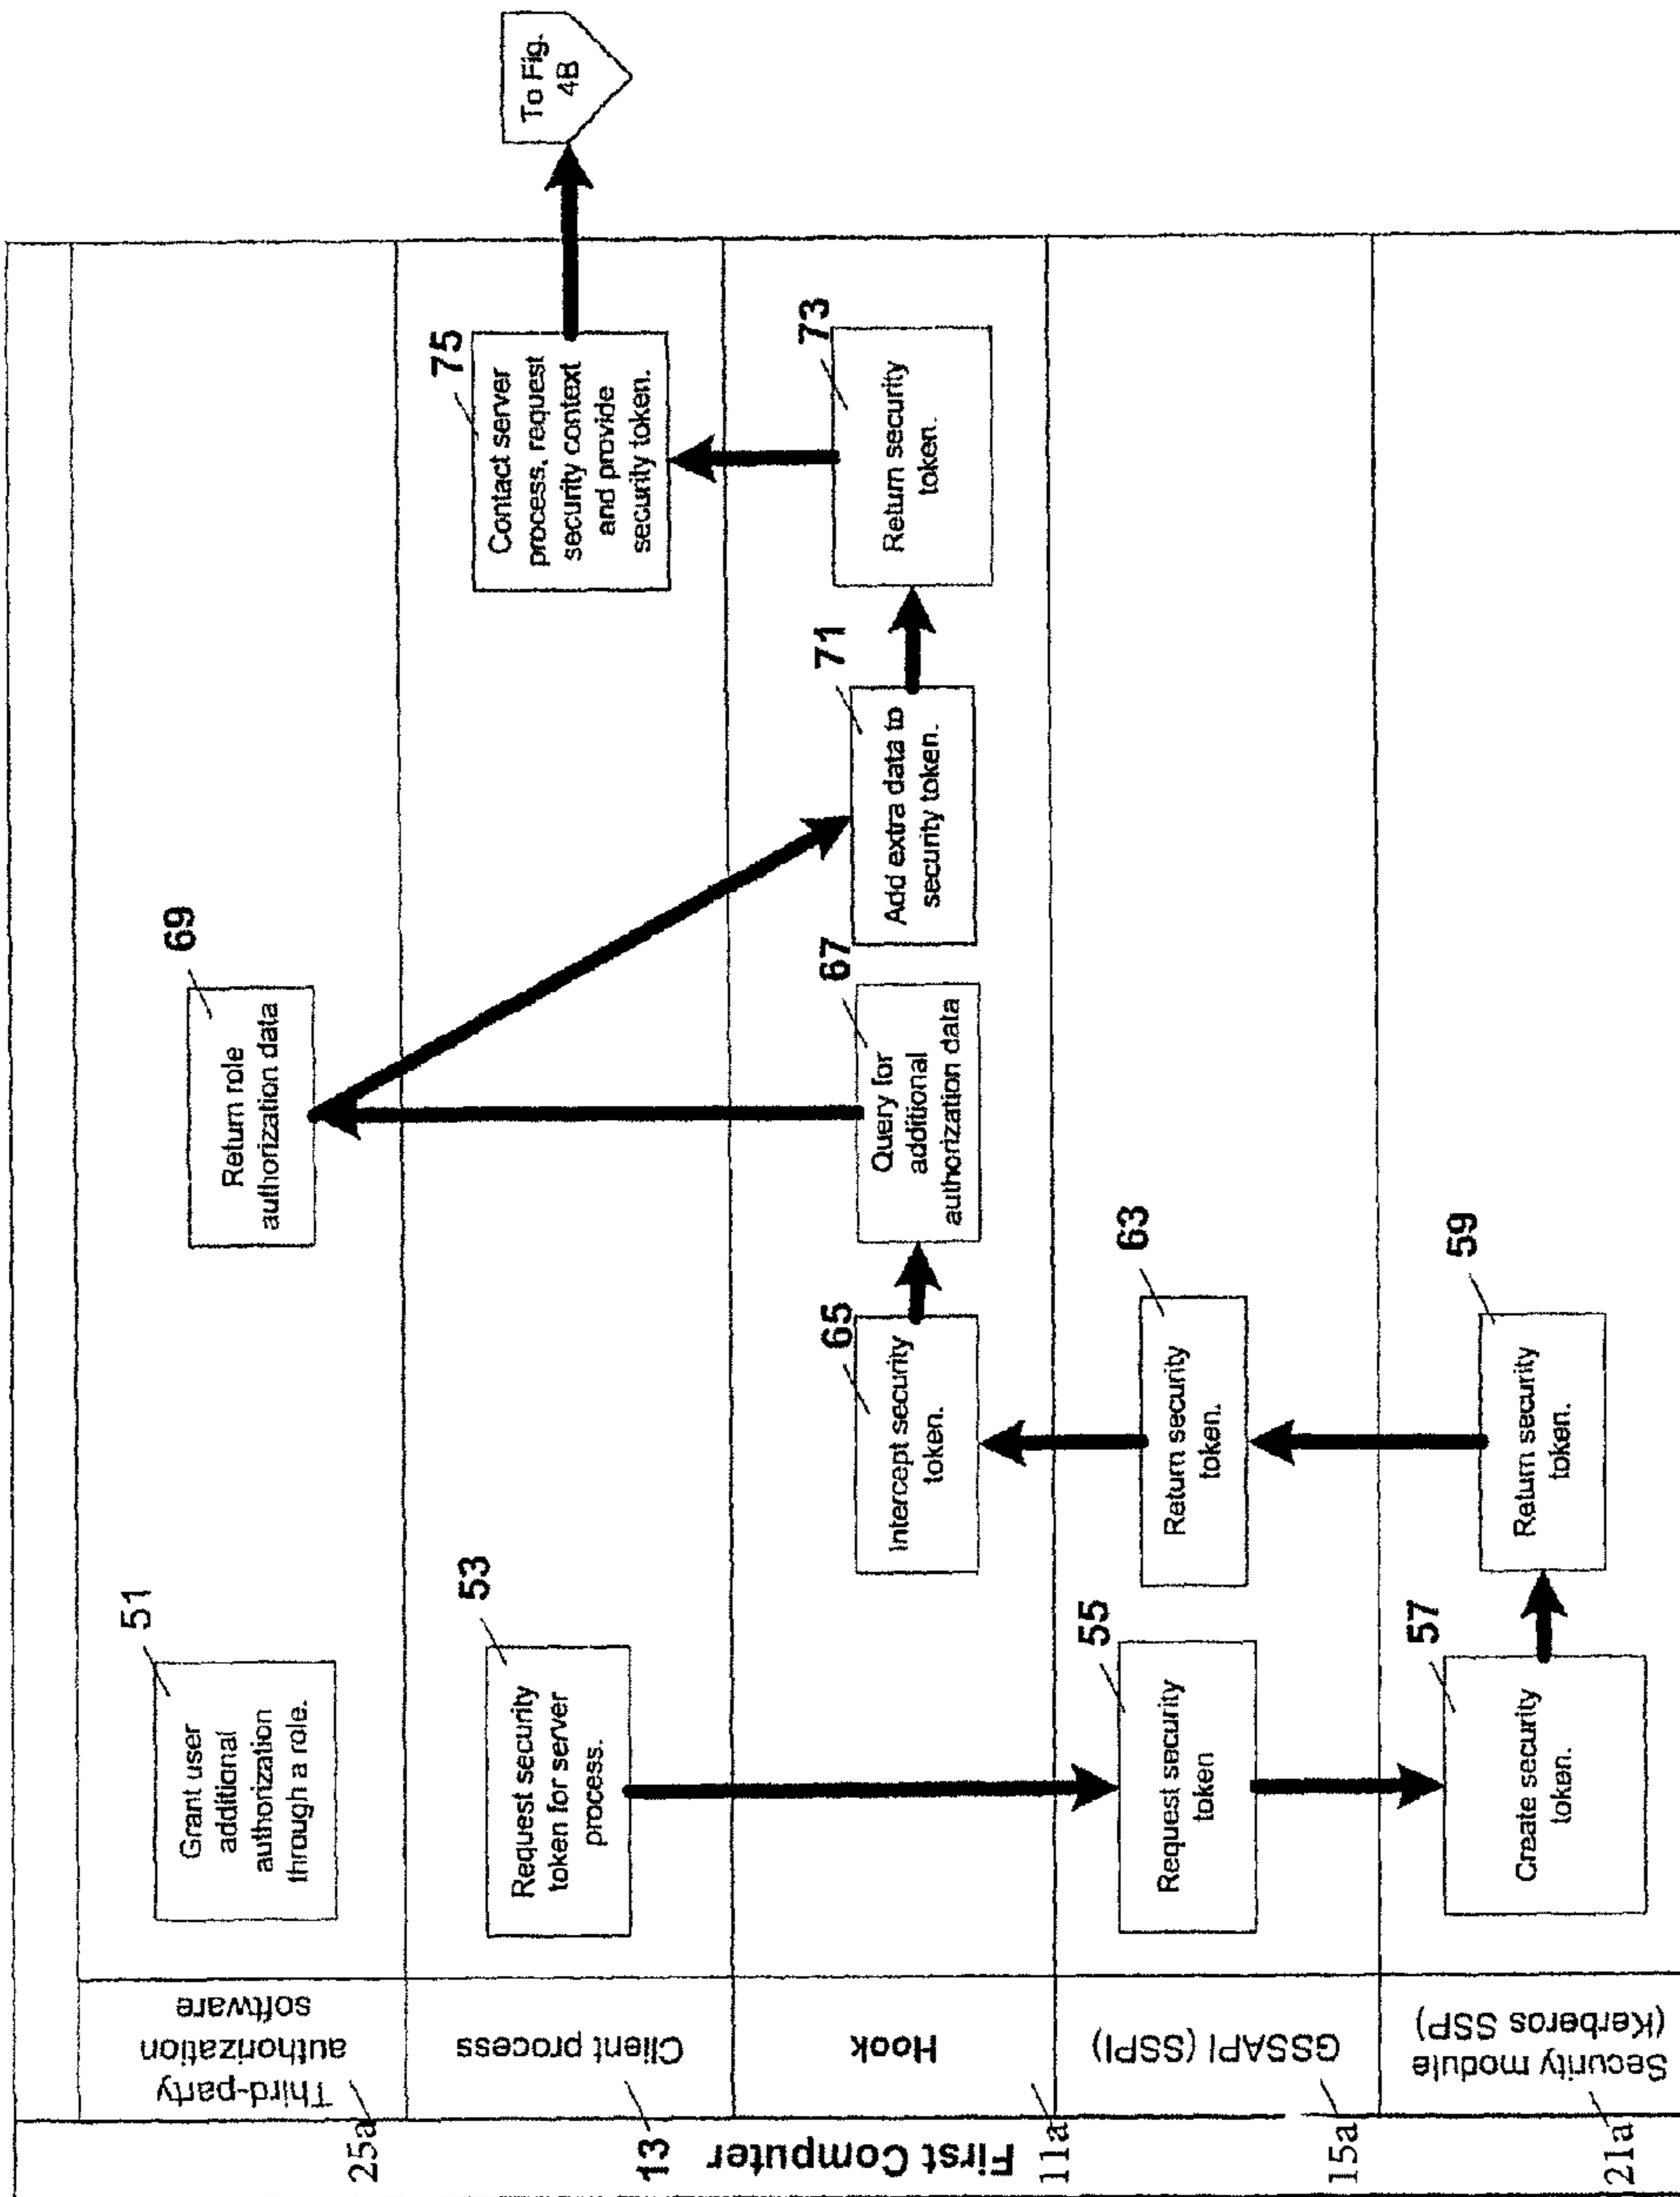 First Computer
25a
Third-party
authorization
software
51
Grant user
additional
authorization
through a role.
69
Return role
authorization data
13
Client process
53
Request security
token for server
process.
75
Contact server
process, request
security context
and provide
security token.
To Fig.
4B
11a
Hook
65
Intercept security
token.
67
Query for
additional
authorization data
71
Add extra data to
security token.
73
Return security
token.
15a
GSSAPI (SSPI)
55
Request security
token
63
Return security
token.
21a
Security module
(Kerberos SSP)
57
Create security
token.
59
Return security
token.